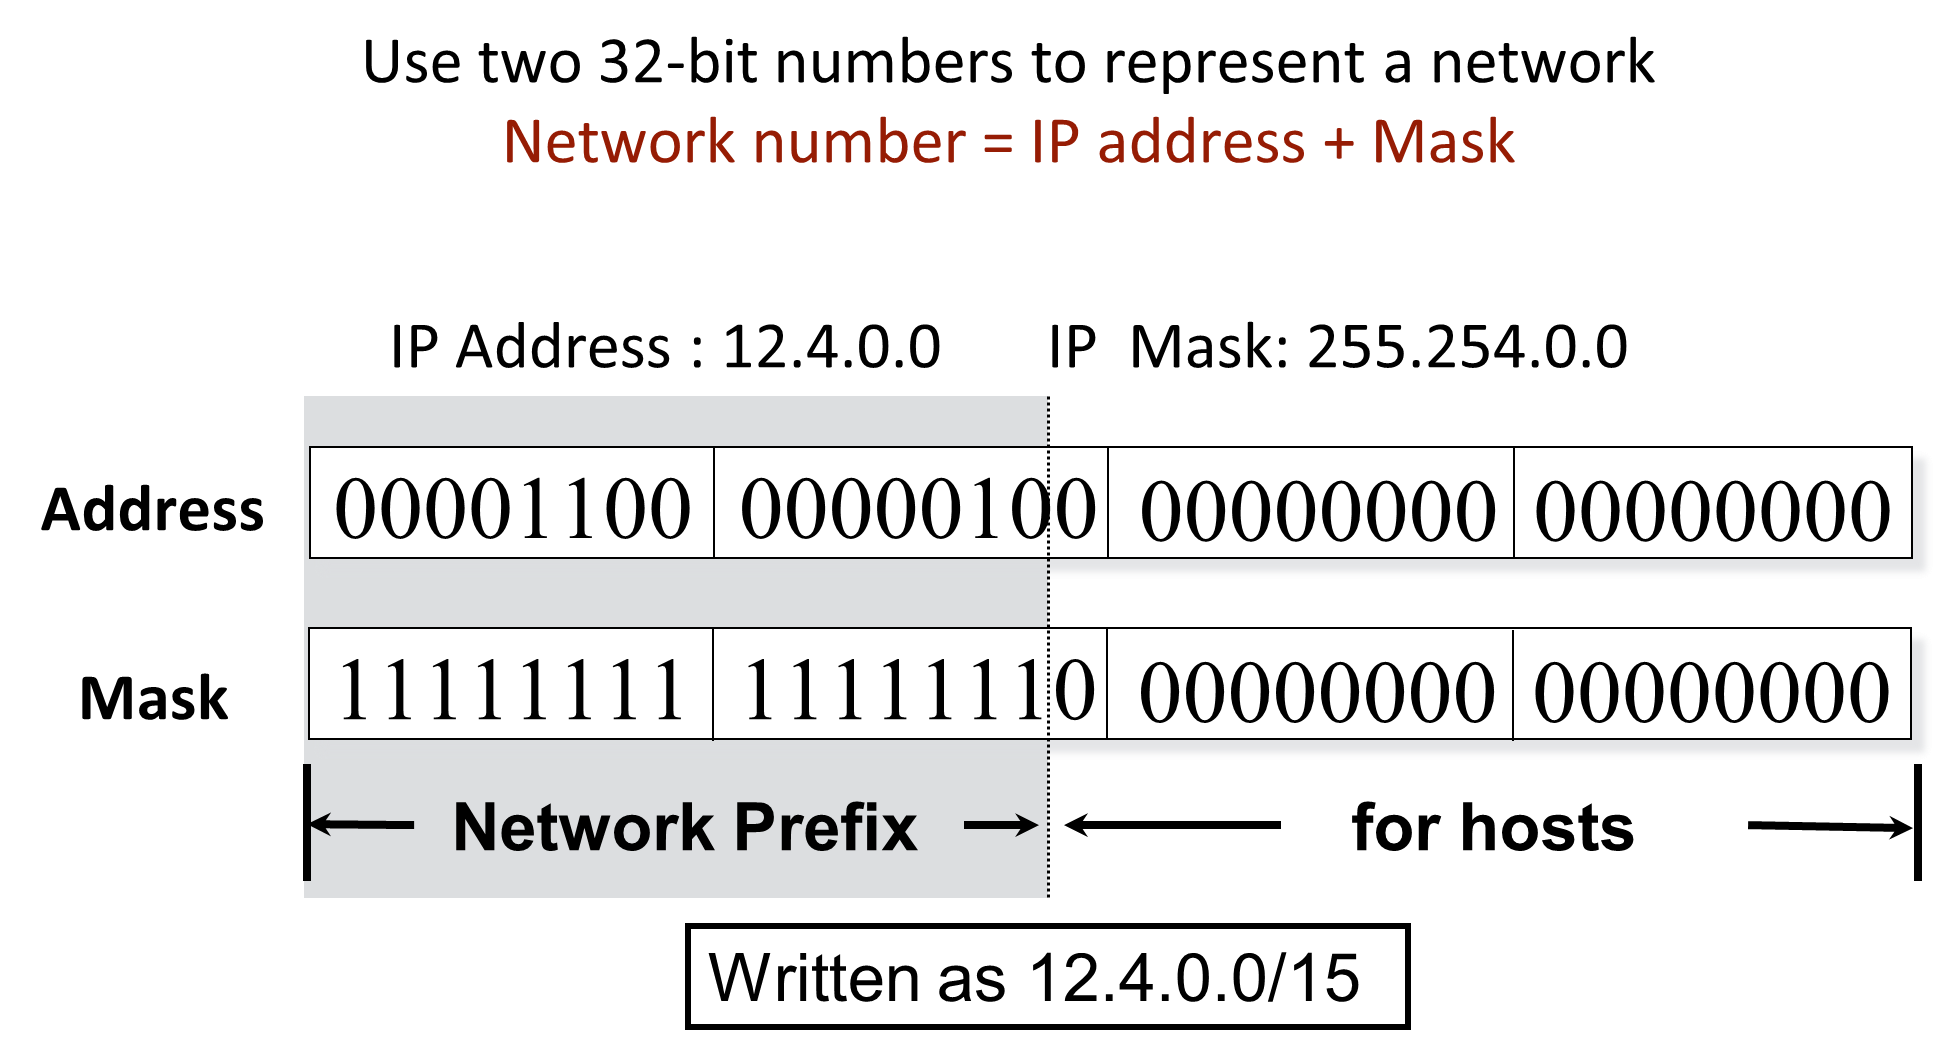 Use two 32-bit numbers to represent a network
Network number = IP address + Mask
IP Address : 12.4.0.0 IP Mask: 255.254.0.0
Address 00001100 00000100 00000000 00000000
Mask 11111111 11111110 00000000 00000000
Network Prefix for hosts
Written as 12.4.0.0/15